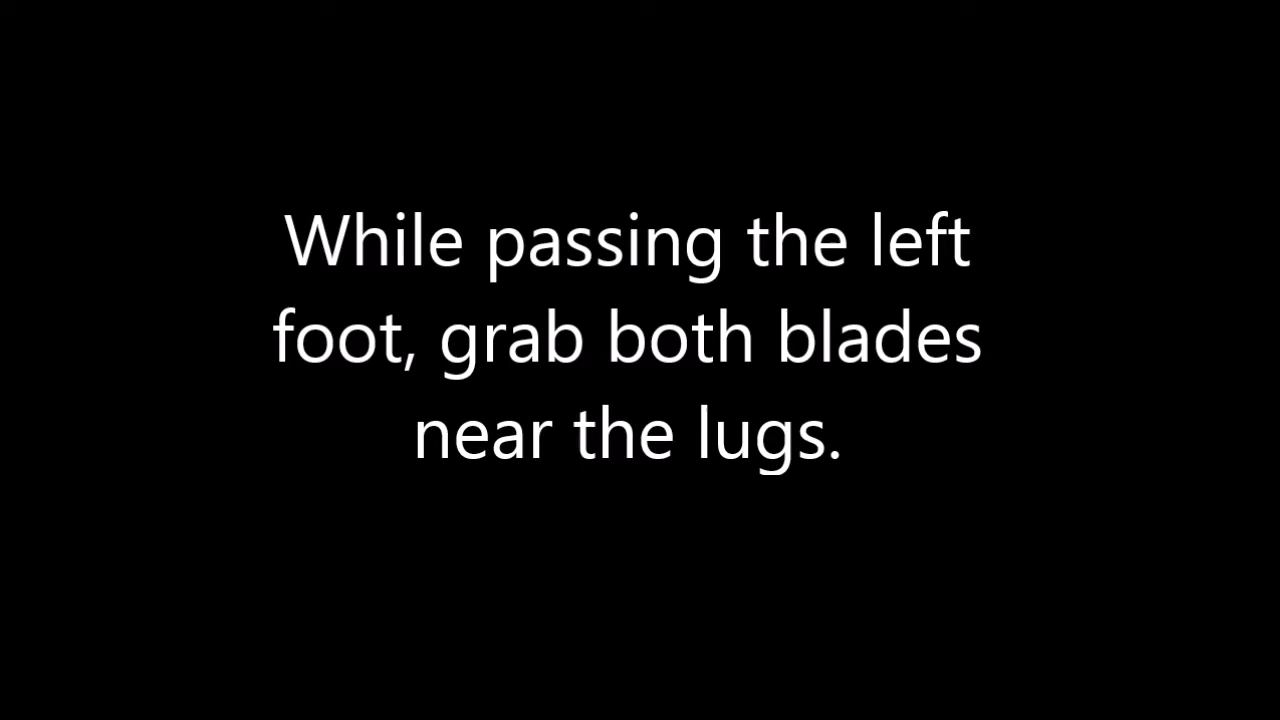 While passing the left
foot, grab both blades
near the lugs.